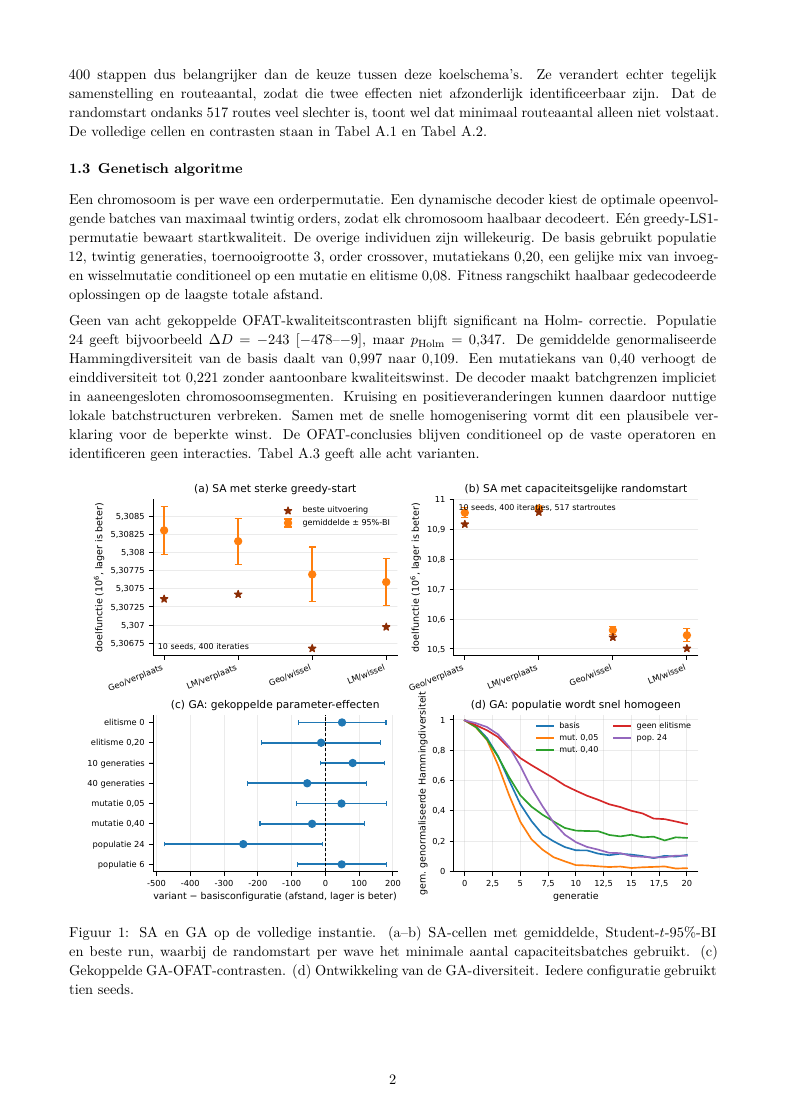 400 stappen dus belangrijker dan de keuze tussen deze koelschema's. Ze verandert echter tegelijk
samenstelling en routeaantal, zodat die twee effecten niet afzonderlijk identificeerbaar zijn. Dat de
randomstart ondanks 517 routes veel slechter is, toont wel dat minimaal routeaantal alleen niet volstaat.
De volledige cellen en contrasten staan in Tabel A.1 en Tabel A.2.
1.3 Genetisch algoritme
Een chromosoom is per wave een orderpermutatie. Een dynamische decoder kiest de optimale opeenvol-
gende batches van maximaal twintig orders, zodat elk chromosoom haalbaar decodeert. Eén greedy-LS1-
permutatie bewaart startkwaliteit. De overige individuen zijn willekeurig. De basis gebruikt populatie
12, twintig generaties, toernooigrootte 3, order crossover, mutatiekans 0,20, een gelijke mix van invoeg-
en wisselmutatie conditioneel op een mutatie en elitisme 0,08. Fitness rangschikt haalbaar gedecodeerde
oplossingen op de laagste totale afstand.
Geen van acht gekoppelde OFAT-kwaliteitscontrasten blijft significant na Holm- correctie. Populatie
24 geeft bijvoorbeeld ΔD = −243 [−478–−9], maar pHolm = 0,347. De gemiddelde genormaliseerde
Hammingdiversiteit van de basis daalt van 0,997 naar 0,109. Een mutatiekans van 0,40 verhoogt de
einddiversiteit tot 0,221 zonder aantoonbare kwaliteitswinst. De decoder maakt batchgrenzen impliciet
in aaneengesloten chromosoomsegmenten. Kruising en positieveranderingen kunnen daardoor nuttige
lokale batchstructuren verbreken. Samen met de snelle homogenisering vormt dit een plausibele ver-
klaring voor de beperkte winst. De OFAT-conclusies blijven conditioneel op de vaste operatoren en
identificeren geen interacties. Tabel A.3 geeft alle acht varianten.
(a) SA met sterke greedy-start
doelfunctie (10⁶, lager is beter)
5,3085
5,30825
5,308
5,30775
5,3075
5,30725
5,307
5,30675
beste uitvoering
gemiddelde ± 95%-BI
10 seeds, 400 iteraties
Geo/verplaats
LM/verplaats
Geo/wissel
LM/wissel
(b) SA met capaciteitsgelijke randomstart
doelfunctie (10⁶, lager is beter)
11
10,9
10,8
10,7
10,6
10,5
10 seeds, 400 iteraties, 517 startroutes
Geo/verplaats
LM/verplaats
Geo/wissel
LM/wissel
(c) GA: gekoppelde parameter-effecten
elitisme 0
elitisme 0,20
10 generaties
40 generaties
mutatie 0,05
mutatie 0,40
populatie 24
populatie 6
-500 -400 -300 -200 -100 0 100 200
variant − basisconfiguratie (afstand, lager is beter)
(d) GA: populatie wordt snel homogeen
gem. genormaliseerde Hammingdiversiteit
1
0,8
0,6
0,4
0,2
0
basis
mut. 0,05
mut. 0,40
geen elitisme
pop. 24
0 2,5 5 7,5 10 12,5 15 17,5 20
generatie
Figuur 1: SA en GA op de volledige instantie. (a–b) SA-cellen met gemiddelde, Student-t-95%-BI
en beste run, waarbij de randomstart per wave het minimale aantal capaciteitsbatches gebruikt. (c)
Gekoppelde GA-OFAT-contrasten. (d) Ontwikkeling van de GA-diversiteit. Iedere configuratie gebruikt
tien seeds.
2